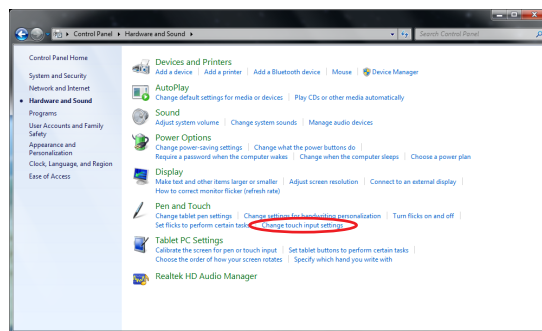 Control Panel ▸ Hardware and Sound ▸
Search Control Panel
Control Panel Home
System and Security
Network and Internet
Hardware and Sound
Programs
User Accounts and Family
Safety
Appearance and
Personalization
Clock, Language, and Region
Ease of Access
Devices and Printers
Add a device | Add a printer | Add a Bluetooth device | Mouse | Device Manager
AutoPlay
Change default settings for media or devices | Play CDs or other media automatically
Sound
Adjust system volume | Change system sounds | Manage audio devices
Power Options
Change power-saving settings | Change what the power buttons do |
Require a password when the computer wakes | Change when the computer sleeps | Choose a power plan
Display
Make text and other items larger or smaller | Adjust screen resolution | Connect to an external display |
How to correct monitor flicker (refresh rate)
Pen and Touch
Change tablet pen settings | Change settings for handwriting personalization | Turn flicks on and off |
Set flicks to perform certain tasks | Change touch input settings
Tablet PC Settings
Calibrate the screen for pen or touch input | Set tablet buttons to perform certain tasks |
Choose the order of how your screen rotates | Specify which hand you write with
Realtek HD Audio Manager